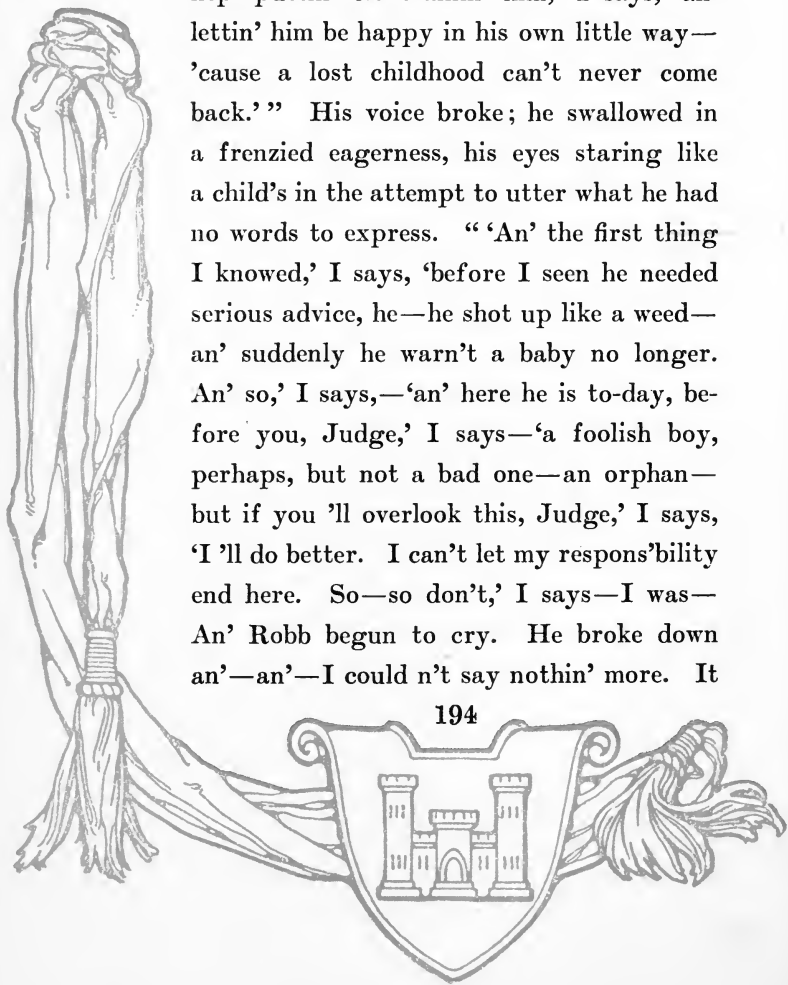 lettin’ him be happy in his own little way—
’cause a lost childhood can’t never come
back.’ ” His voice broke; he swallowed in
a frenzied eagerness, his eyes staring like
a child’s in the attempt to utter what he had
no words to express. “ ‘An’ the first thing
I knowed,’ I says, ‘before I seen he needed
serious advice, he—he shot up like a weed—
an’ suddenly he warn’t a baby no longer.
An’ so,’ I says,—‘an’ here he is to-day, be-
fore you, Judge,’ I says—‘a foolish boy,
perhaps, but not a bad one—an orphan—
but if you ’ll overlook this, Judge,’ I says,
‘I ’ll do better. I can’t let my respons’bility
end here. So—so don’t,’ I says—I was—
An’ Robb begun to cry. He broke down
an’—an’—I could n’t say nothin’ more. It
194